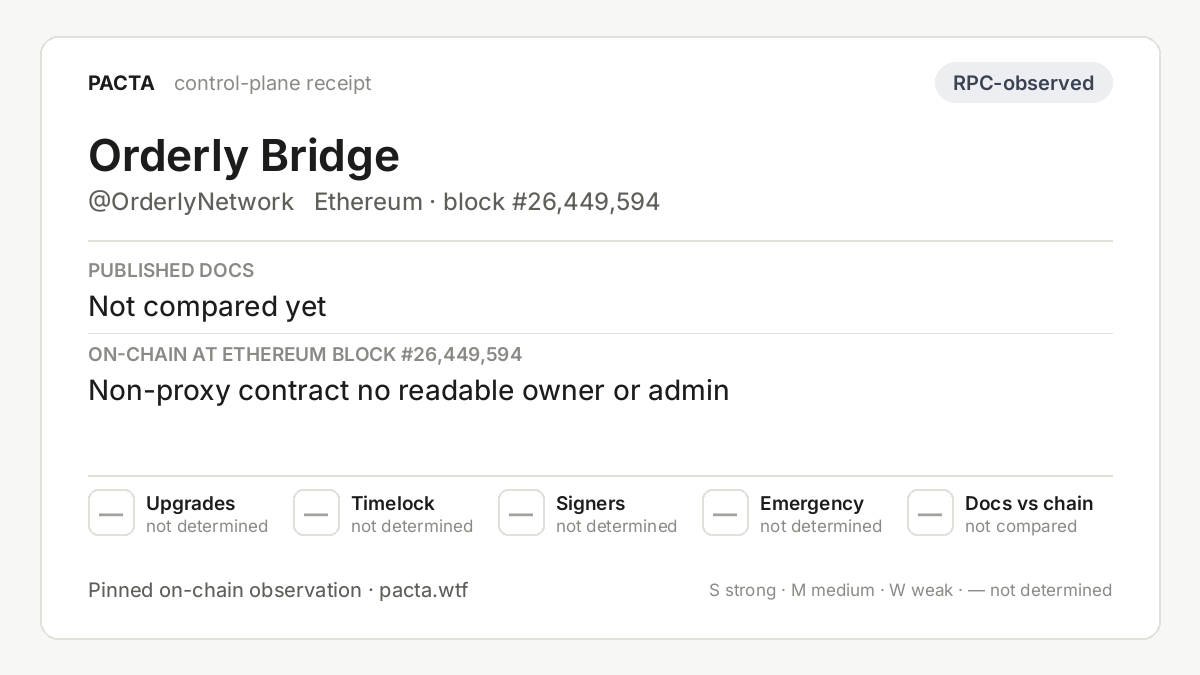 PACTA control-plane receipt RPC-observed
Orderly Bridge
@OrderlyNetwork Ethereum · block #26,449,594
PUBLISHED DOCS
Not compared yet
ON-CHAIN AT ETHEREUM BLOCK #26,449,594
Non-proxy contract no readable owner or admin
— Upgrades
not determined
— Timelock
not determined
— Signers
not determined
— Emergency
not determined
— Docs vs chain
not compared
Pinned on-chain observation · pacta.wtf
S strong · M medium · W weak · — not determined